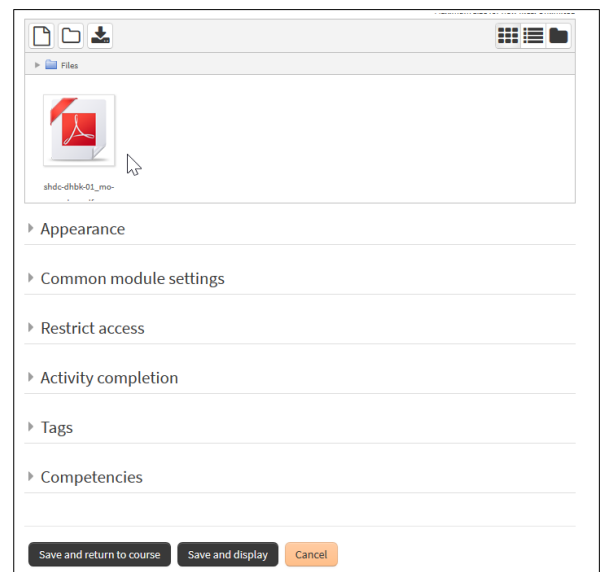 Files
shdc-dhbk-01_mo-
Appearance
Common module settings
Restrict access
Activity completion
Tags
Competencies
Save and return to course
Save and display
Cancel